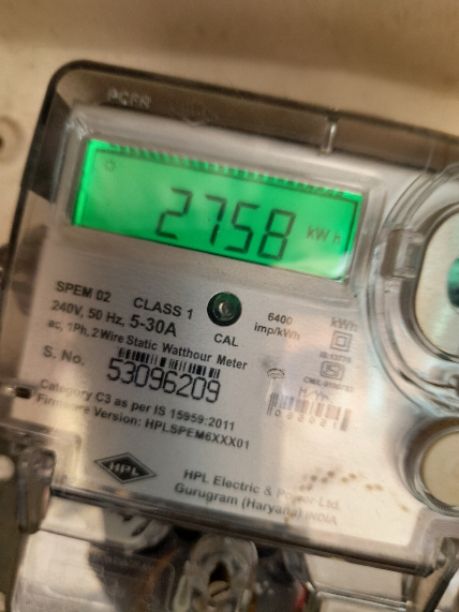 2758 kWh
SPEM 02 CLASS 1
240V, 50 Hz, 5-30A
ac, 1Ph, 2 Wire Static Watthour Meter
CAL
6400
imp/kWh
kWh
S. No. 53096209
Category C3 as per IS 15959:2011
Firmware Version: HPLSPEM6XXX01
HPL
HPL Electric & Power Ltd.
Gurugram (Haryana) INDIA